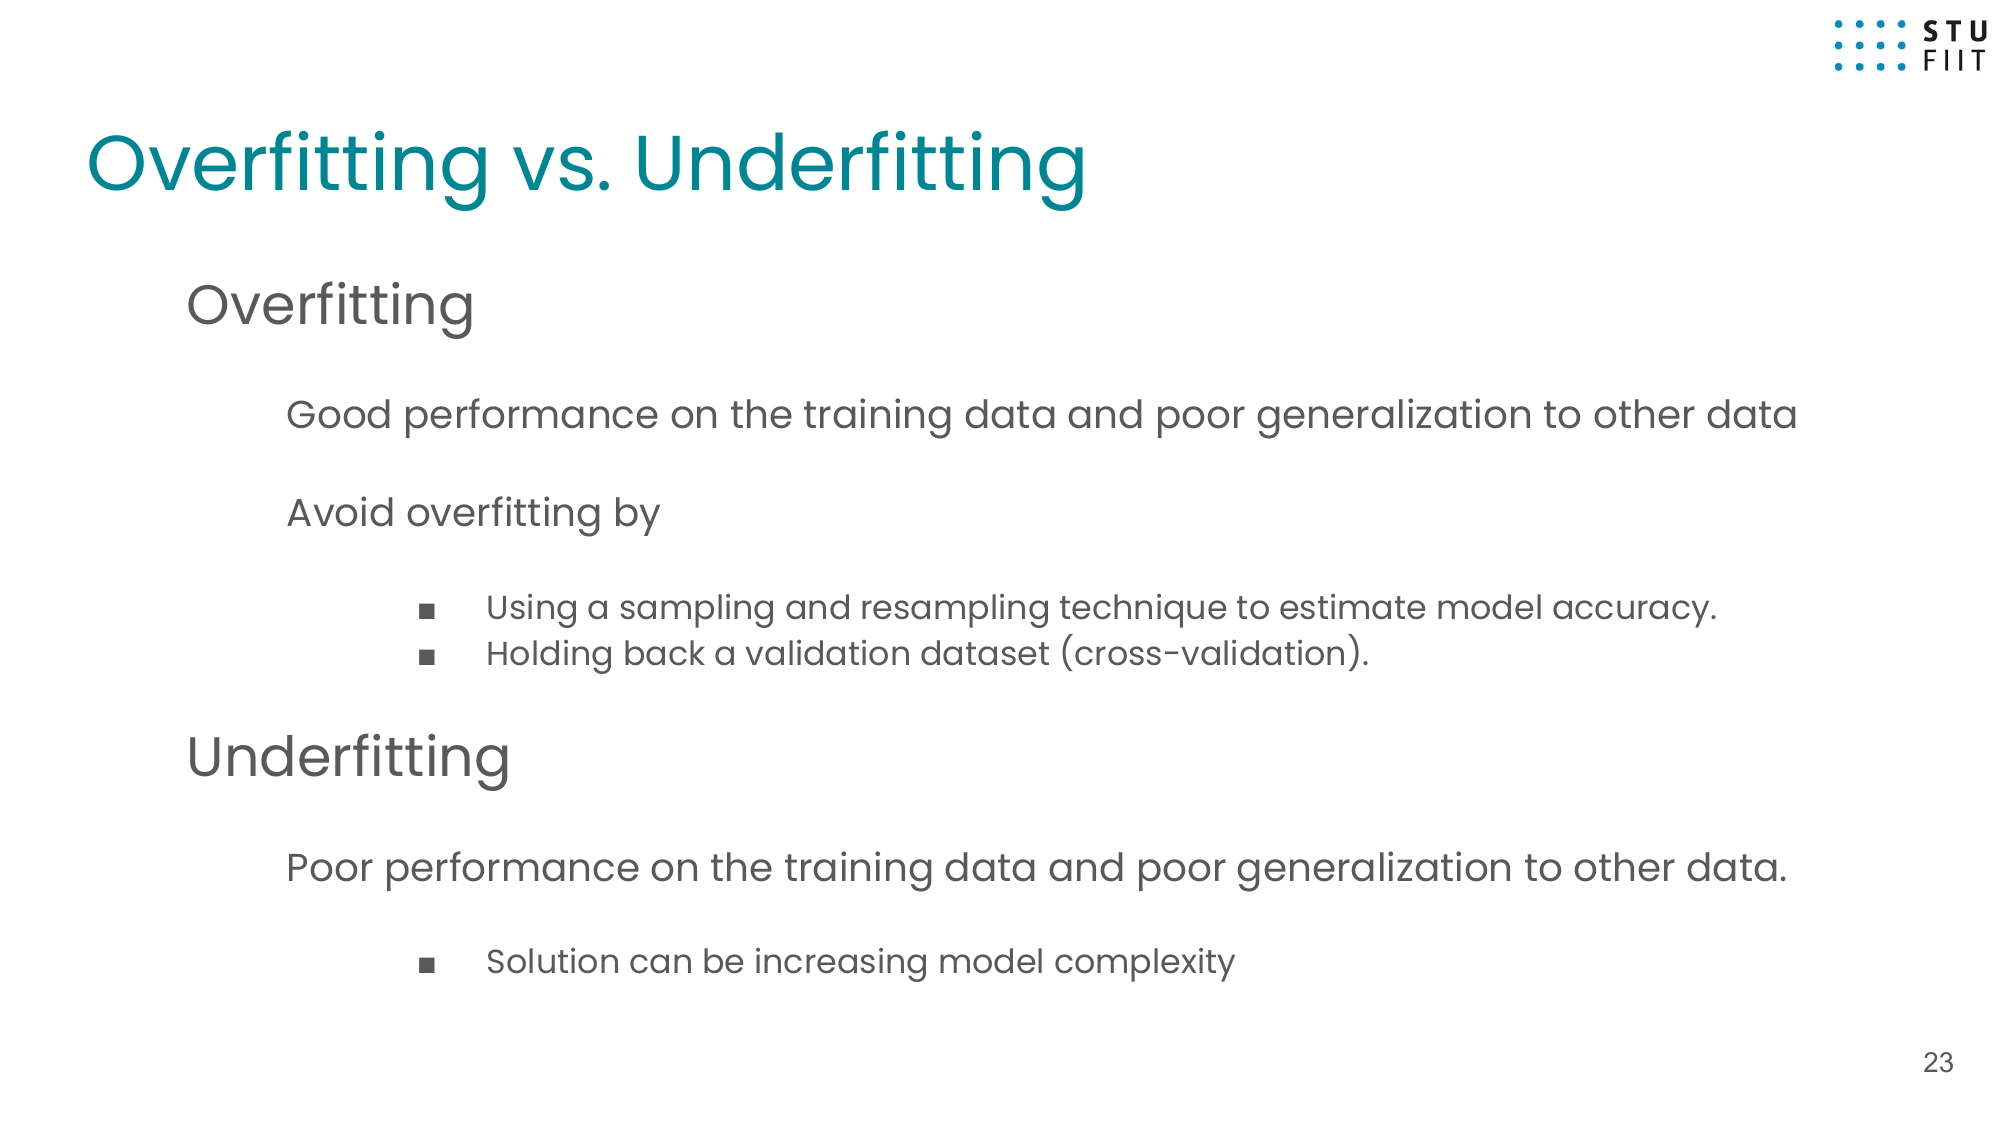 STU
FIIT
Overfitting vs. Underfitting
Overfitting
Good performance on the training data and poor generalization to other data
Avoid overfitting by
■ Using a sampling and resampling technique to estimate model accuracy.
■ Holding back a validation dataset (cross-validation).
Underfitting
Poor performance on the training data and poor generalization to other data.
■ Solution can be increasing model complexity
23